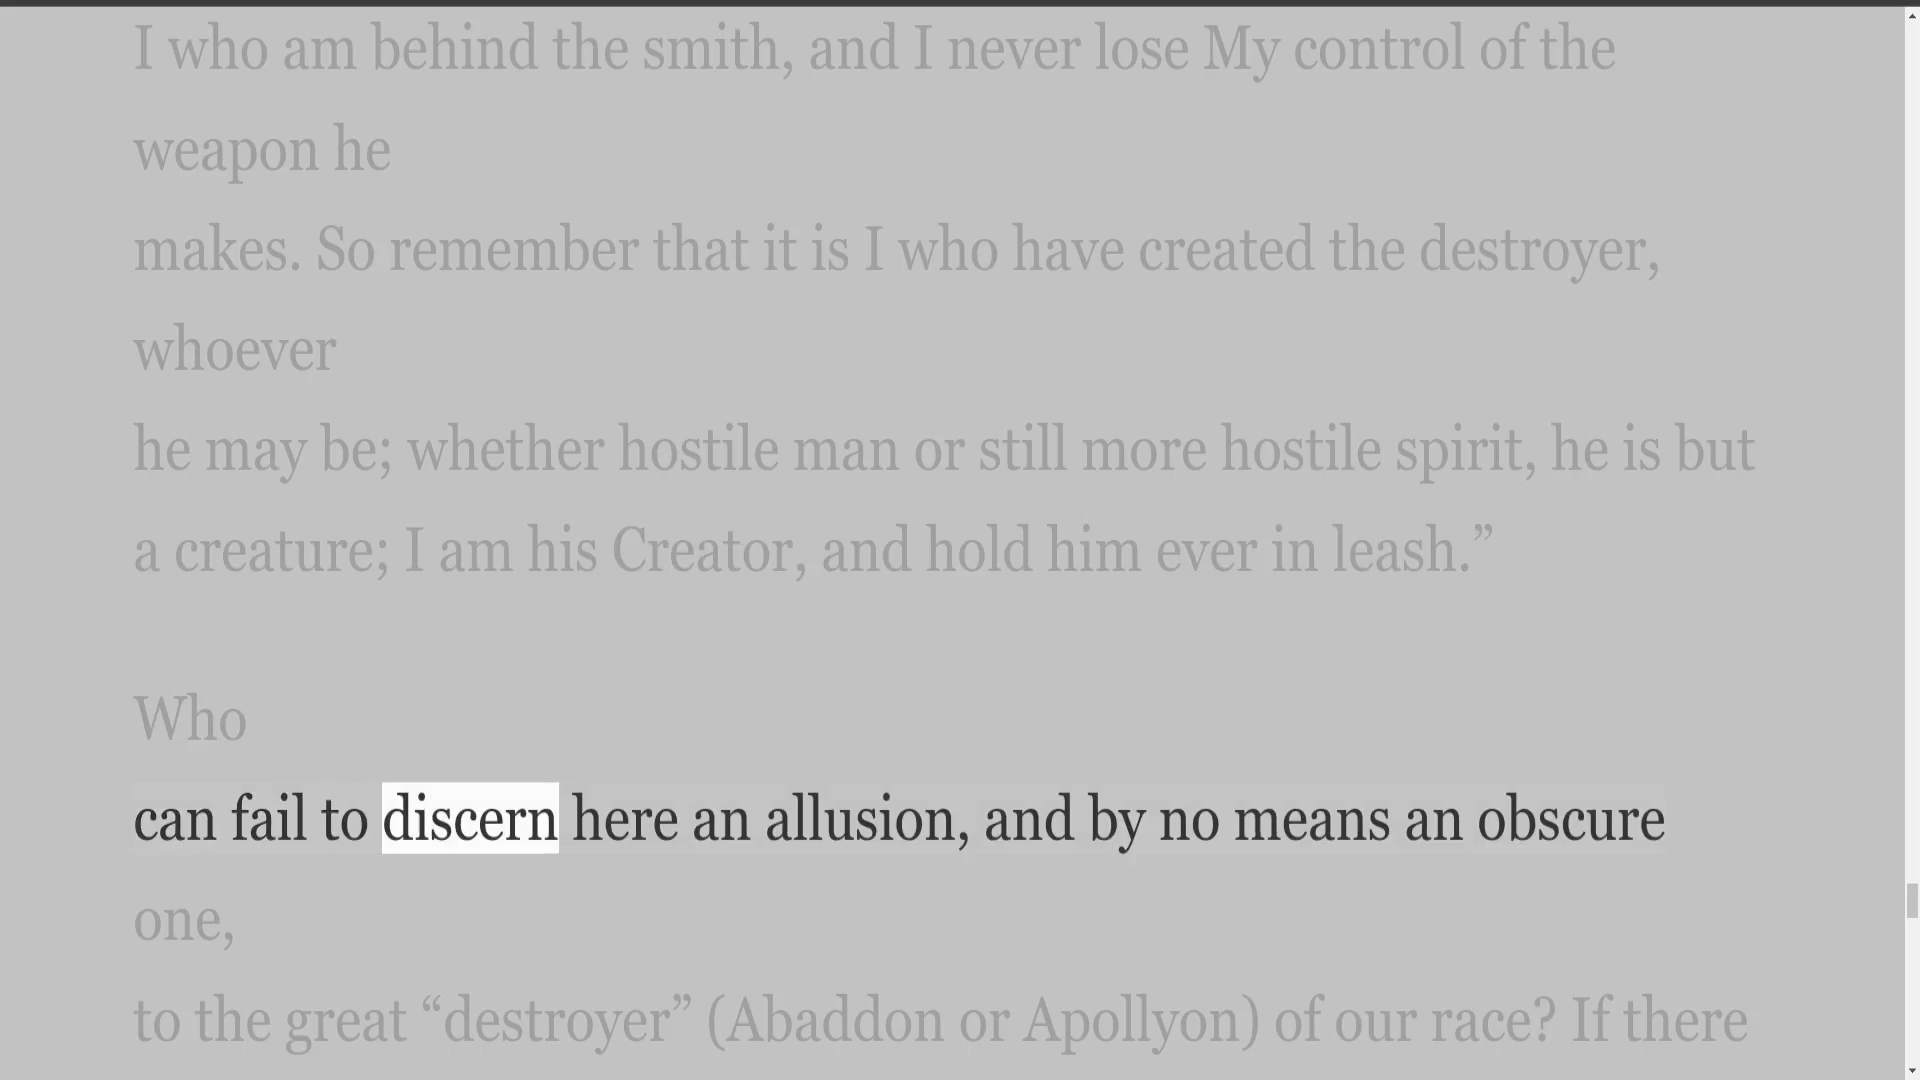 I who am behind the smith, and I never lose My control of the
weapon he
makes. So remember that it is I who have created the destroyer,
whoever
he may be; whether hostile man or still more hostile spirit, he is but
a creature; I am his Creator, and hold him ever in leash.”
Who
can fail to discern here an allusion, and by no means an obscure
one,
to the great “destroyer” (Abaddon or Apollyon) of our race? If there